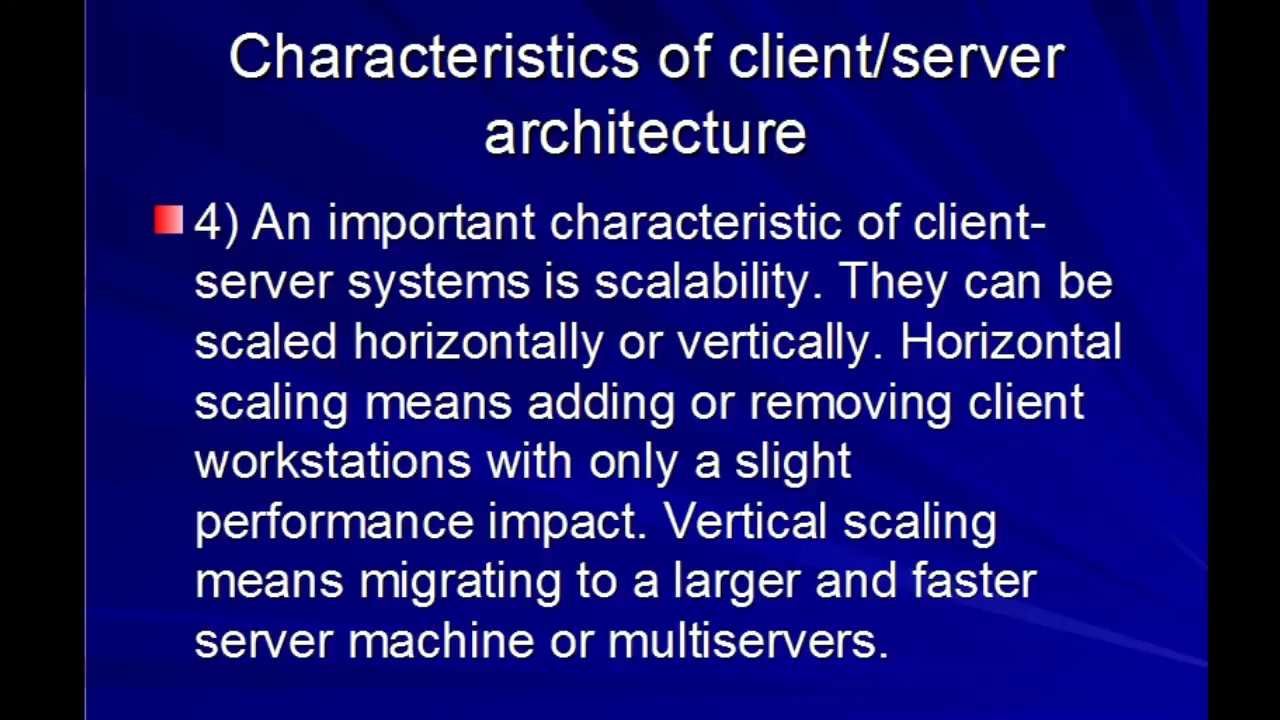 Characteristics of client/server
architecture
4) An important characteristic of client-
server systems is scalability. They can be
scaled horizontally or vertically. Horizontal
scaling means adding or removing client
workstations with only a slight
performance impact. Vertical scaling
means migrating to a larger and faster
server machine or multiservers.